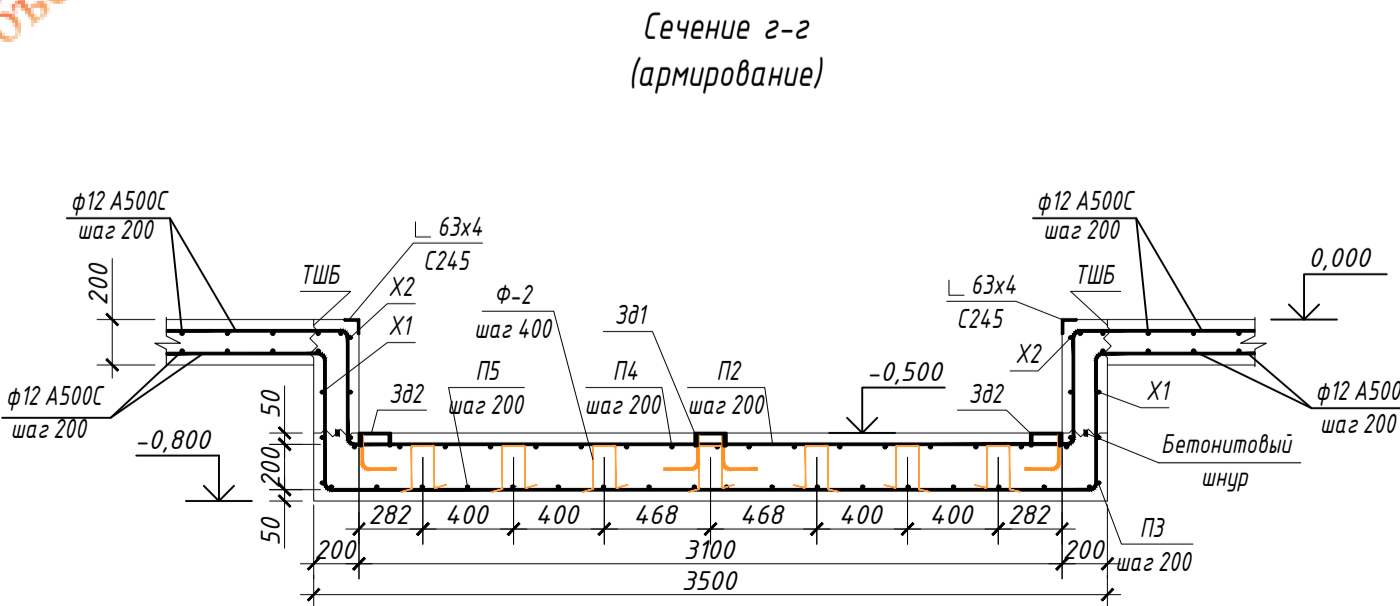 Сечение г-г
(армирование)
ф12 А500С
шаг 200
ф12 А500С
шаг 200
∟ 63х4
С245
0,000
ТШБ
∟ 63х4
С245
ТШБ
200
Х2
Ф-2
шаг 400
Зд1
Х1
Х2
-0,500
П5
шаг 200
П4
шаг 200
П2
шаг 200
ф12 А500С
шаг 200
Зд2
Зд2
Х1
ф12 А500
шаг 200
50
-0,800
Бетонитовый
шнур
200
50
282
400
400
468
468
400
400
282
П3
шаг 200
200
3100
200
3500